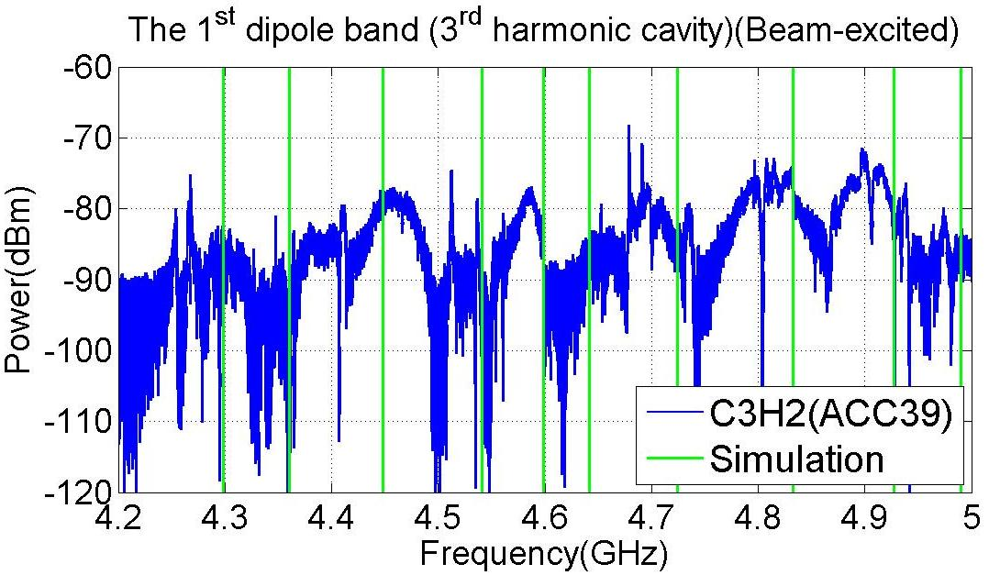 The 1st dipole band (3rd harmonic cavity)(Beam-excited)
Power(dBm)
-60
-70
-80
-90
-100
-110
-120
4.2 4.3 4.4 4.5 4.6 4.7 4.8 4.9 5
Frequency(GHz)
C3H2(ACC39)
Simulation